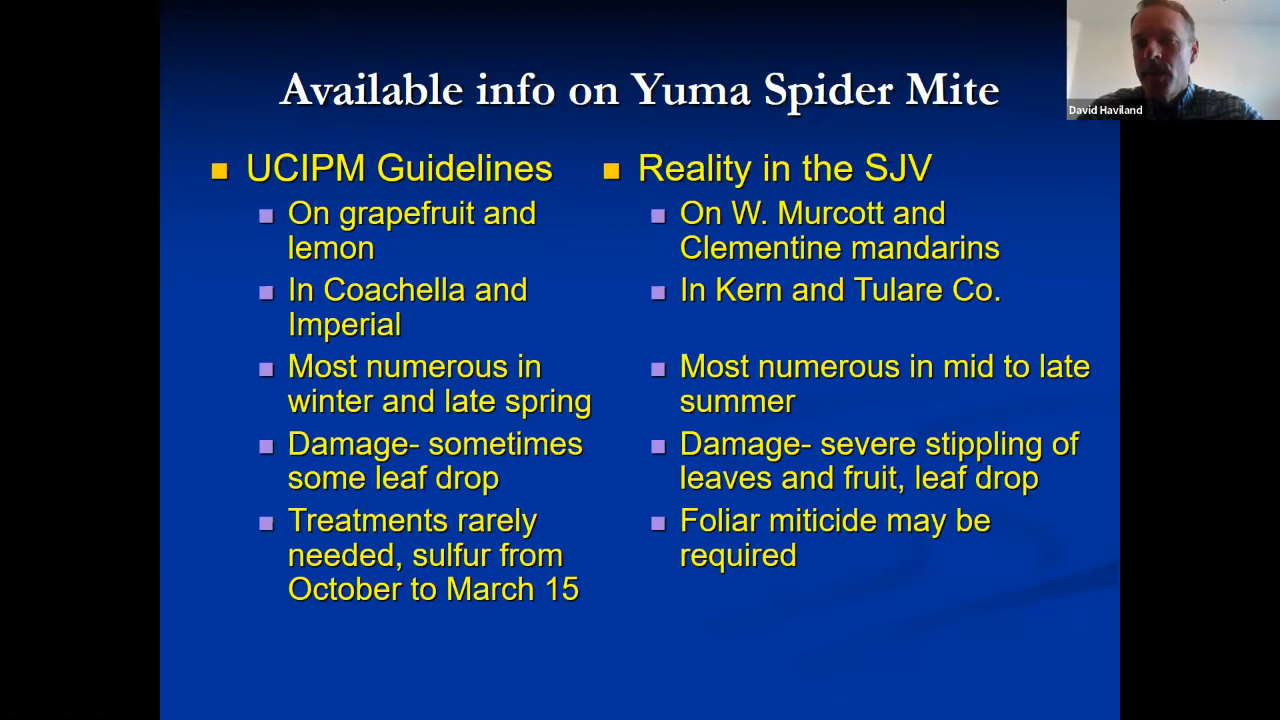 Available info on Yuma Spider Mite
David Haviland
UCIPM Guidelines
On grapefruit and
lemon
In Coachella and
Imperial
Most numerous in
winter and late spring
Damage- sometimes
some leaf drop
Treatments rarely
needed, sulfur from
October to March 15
Reality in the SJV
On W. Murcott and
Clementine mandarins
In Kern and Tulare Co.
Most numerous in mid to late
summer
Damage- severe stippling of
leaves and fruit, leaf drop
Foliar miticide may be
required